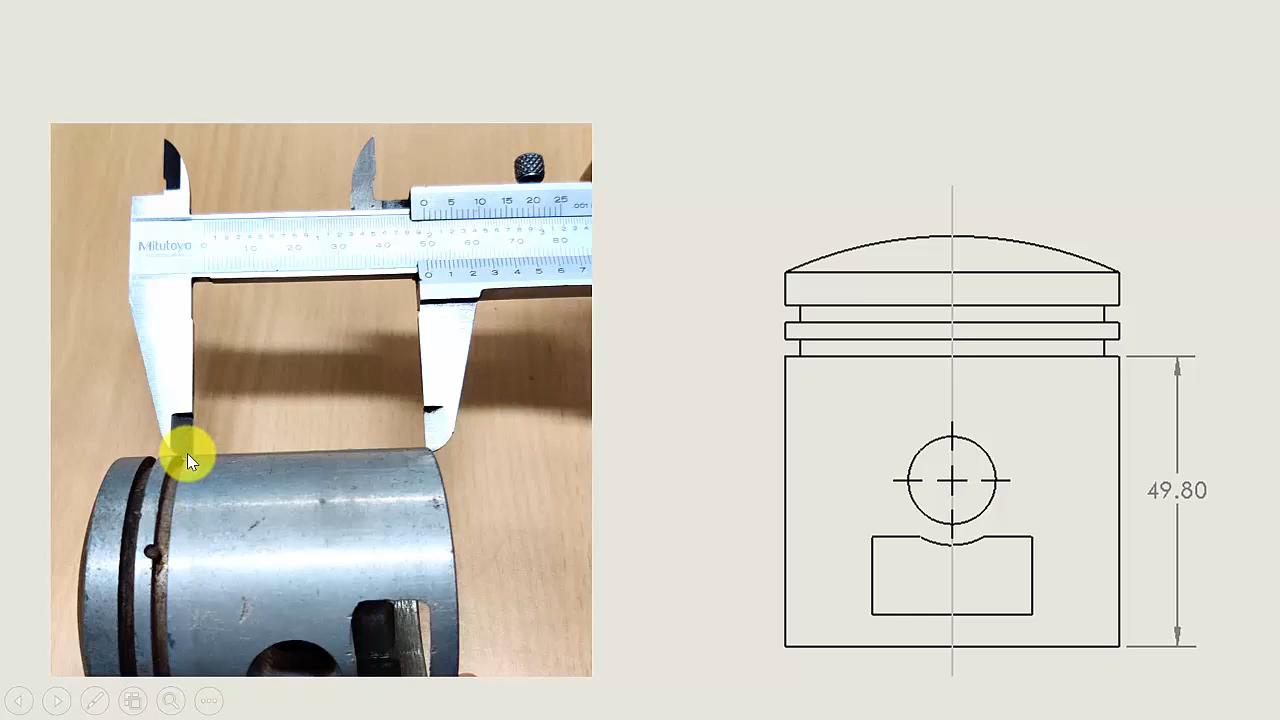 0 5 10 15 20 25 .001
Mitutoyo
0 10 20 30 40 50 60 70 80
0 1 2 3 4 5 6 7
49.80